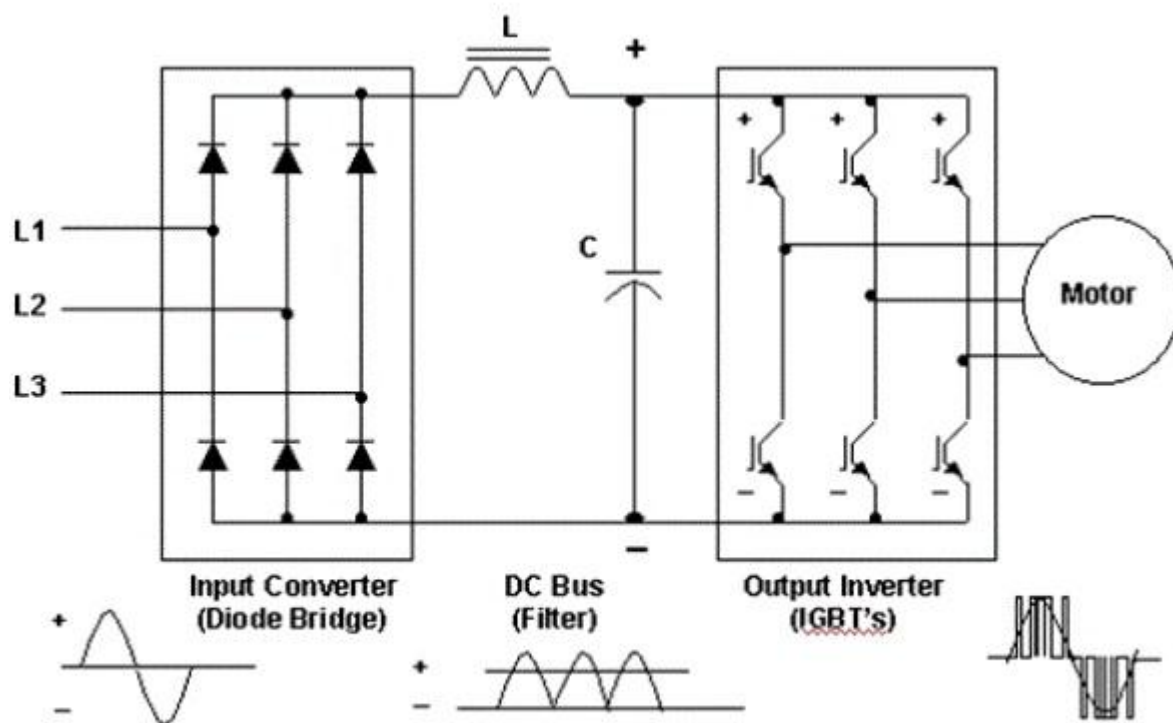 L
+
+
+
+
L1
C
L2
Motor
L3
–
–
–
–
Input Converter
(Diode Bridge)
DC Bus
(Filter)
Output Inverter
(IGBT's)
+
–
+
–